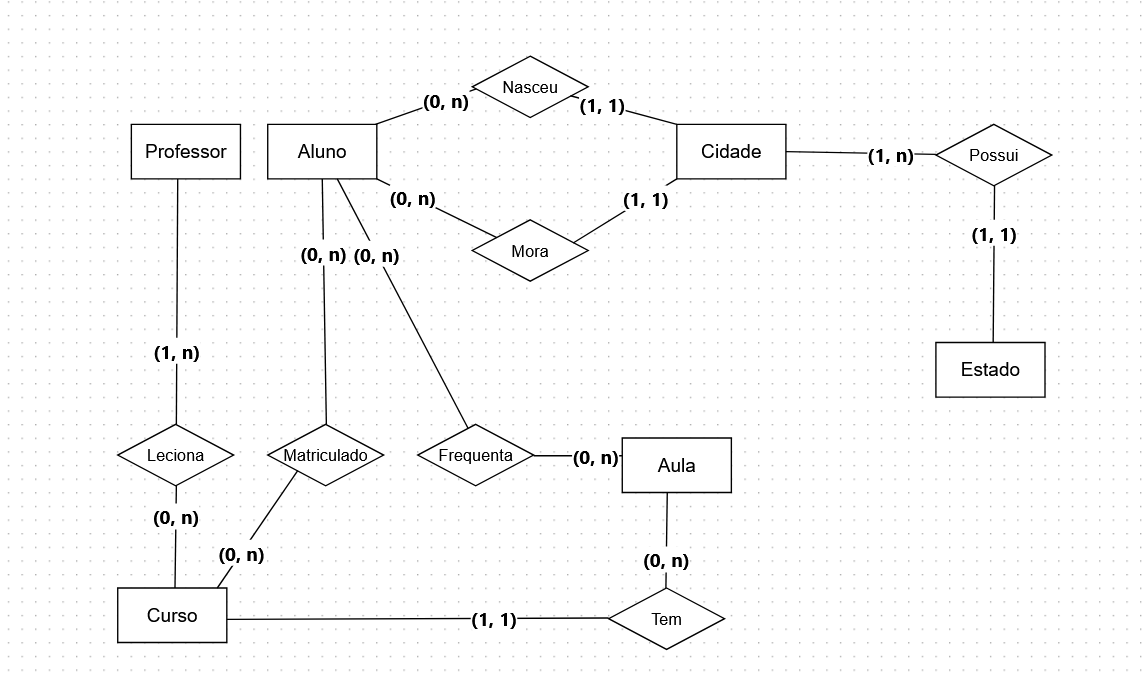 Nasceu
(0, n)
(1, 1)
Professor
Aluno
Cidade
(1, n)
Possui
(0, n)
(1, 1)
Mora
(1, 1)
(0, n)
(0, n)
(1, n)
Estado
Leciona
Matriculado
Frequenta
(0, n)
Aula
(0, n)
(0, n)
(0, n)
Curso
(1, 1)
Tem